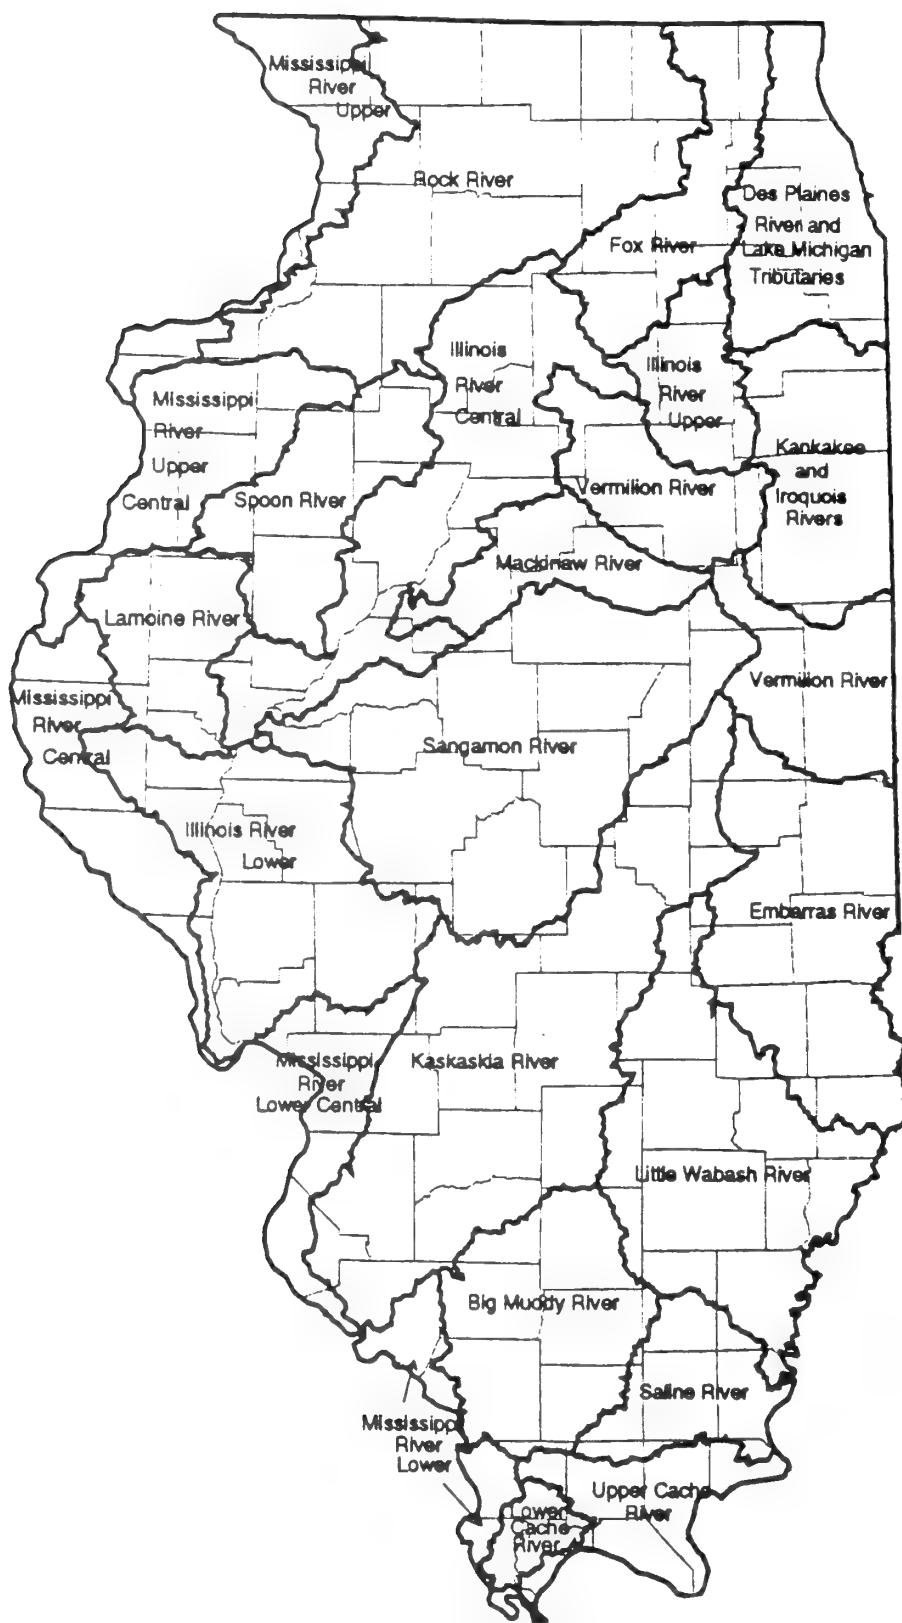 Mississippi
River
Upper
Rock River
Des Plaines
River and
Lake Michigan
Tributaries
Fox River
Illinois
River
Central
Illinois
River
Upper
Mississippi
River
Upper
Central
Spoon River
Vermilion River
Kankakee
and
Iroquois
Rivers
Mackinaw River
Lamoine River
Mississippi
River
Central
Vermilion River
Sangamon River
Illinois River
Lower
Embarras River
Mississippi
River
Lower Central
Kaskaskia River
Little Wabash River
Big Muddy River
Saline River
Mississippi
River
Lower
Upper Cache
River
Lower
Cache
River